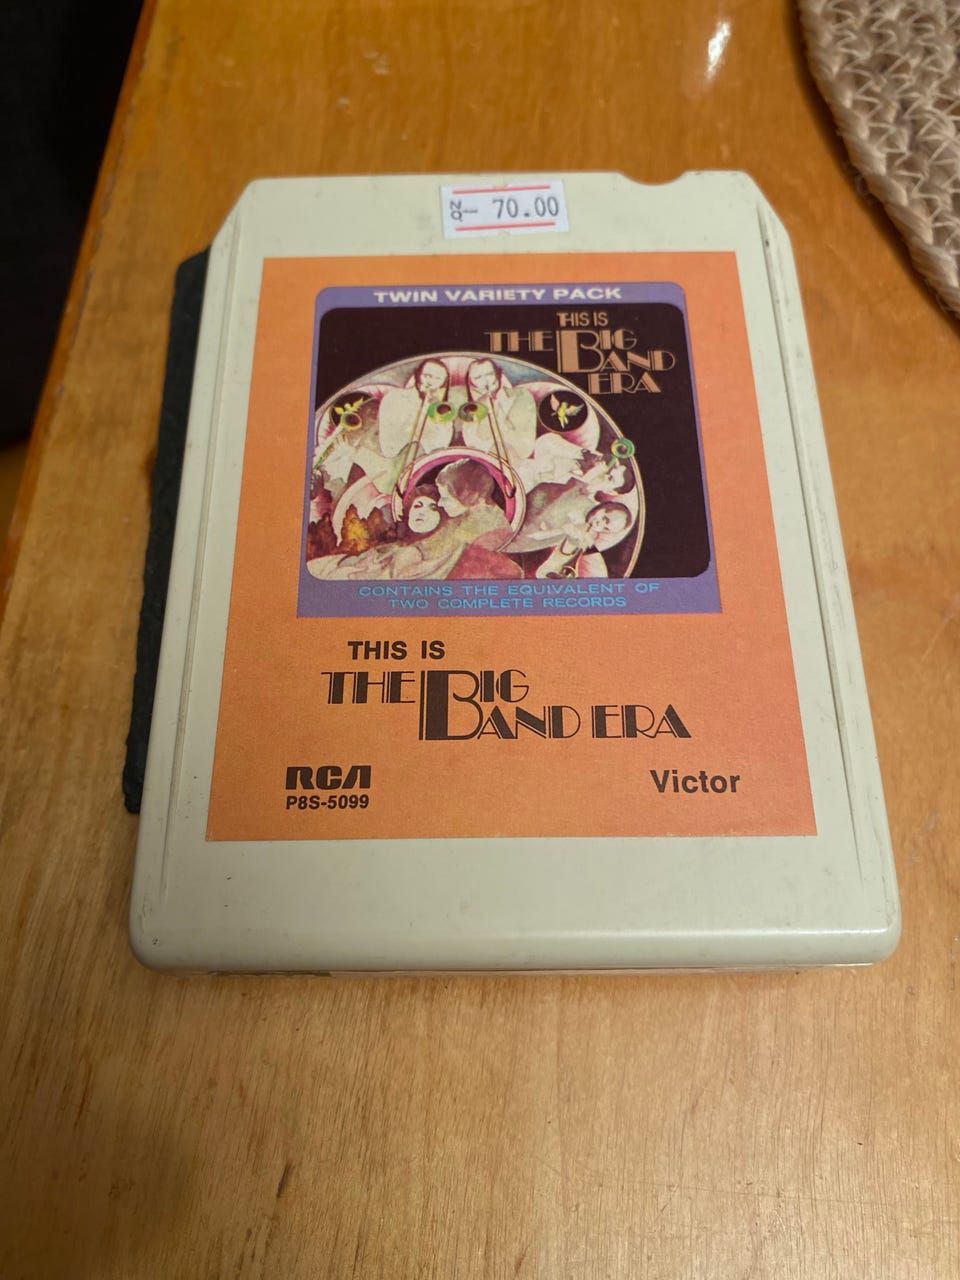 70.00
TWIN VARIETY PACK
THIS IS
THE BIG
BAND
ERA
CONTAINS THE EQUIVALENT OF
TWO COMPLETE RECORDS
THIS IS
THE BIG
BAND ERA
RCA
P8S-5099
Victor